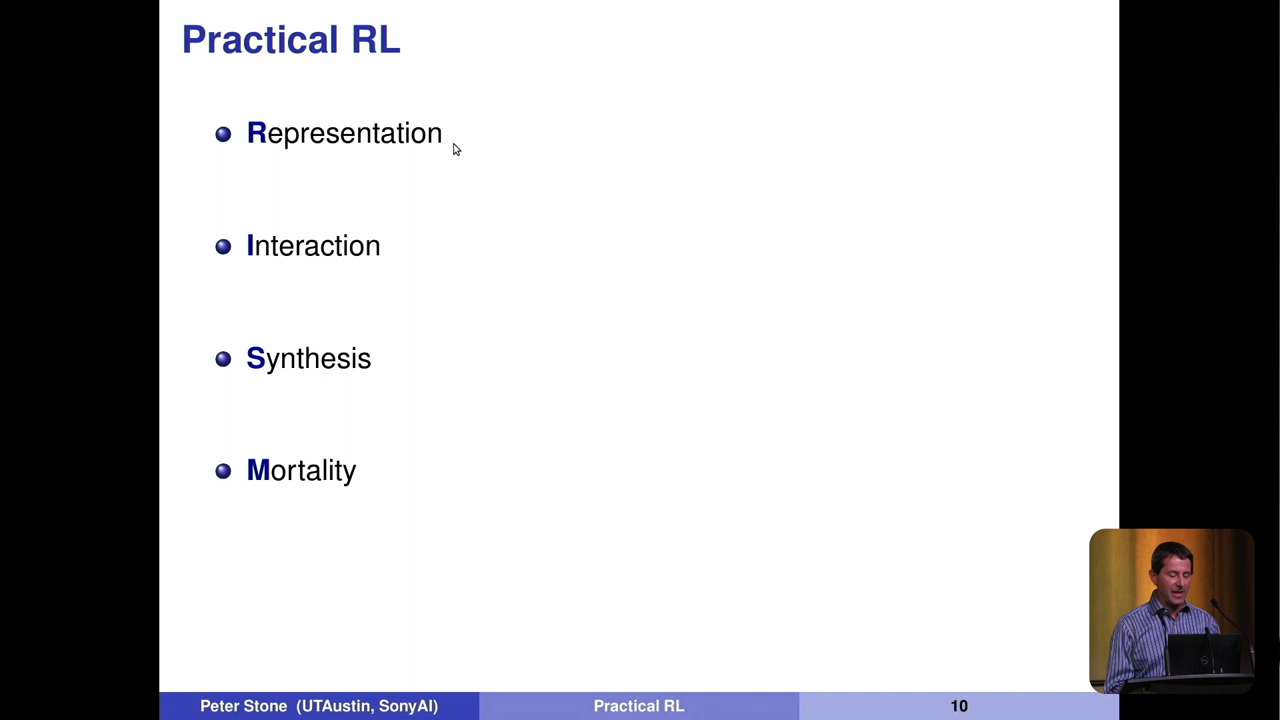 Practical RL
Representation
Interaction
Synthesis
Mortality
Peter Stone (UTAustin, SonyAI) Practical RL 10